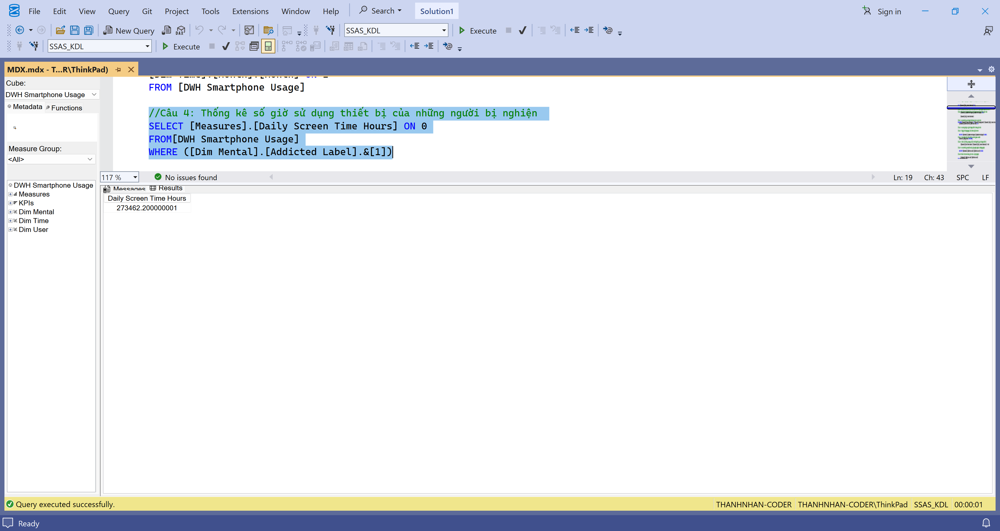 File Edit View Query Git Project Tools Extensions Window Help Search Solution1 Sign in
New Query DAX SSAS_KDL Execute
SSAS_KDL Execute
MDX.mdx - T...R\ThinkPad)
Cube:
DWH Smartphone Usage
Metadata Functions
Measure Group:
<All>
DWH Smartphone Usage
Measures
KPIs
Dim Mental
Dim Time
Dim User
FROM [DWH Smartphone Usage]
//Câu 4: Thống kê số giờ sử dụng thiết bị của những người bị nghiện
SELECT [Measures].[Daily Screen Time Hours] ON 0
FROM[DWH Smartphone Usage]
WHERE ([Dim Mental].[Addicted Label].&[1])
117 % No issues found Ln: 19 Ch: 43 SPC LF
Messages Results
Daily Screen Time Hours
273462.200000001
Query executed successfully. THANHNHAN-CODER THANHNHAN-CODER\ThinkPad SSAS_KDL 00:00:01
Ready